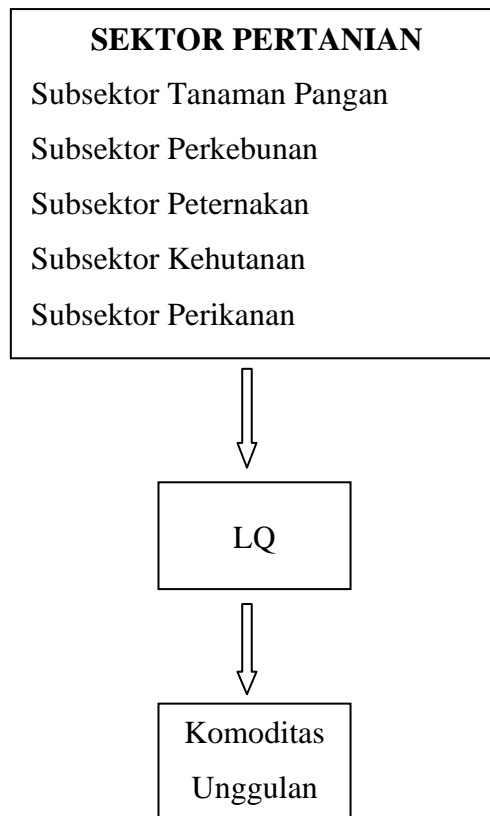 SEKTOR PERTANIAN
Subsektor Tanaman Pangan
Subsektor Perkebunan
Subsektor Peternakan
Subsektor Kehutanan
Subsektor Perikanan
LQ
Komoditas
Unggulan